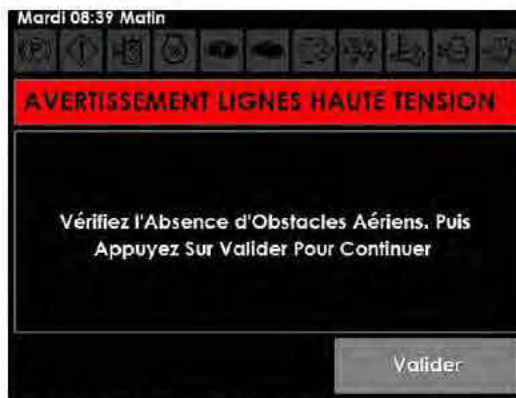 Mardi 08:39 Matin
AVERTISSEMENT LIGNES HAUTE TENSION
Vérifiez l'Absence d'Obstacles Aériens. Puis
Appuyez Sur Valider Pour Continuer
Valider